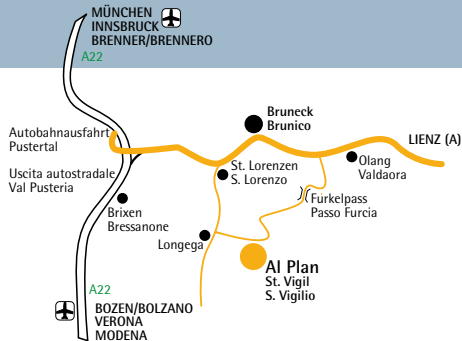 MÜNCHEN
INNSBRUCK
BRENNER/BRENNERO
A22
Bruneck
Brunico
Autobahnausfahrt
Pustertal
LIENZ (A)
St. Lorenzen
S. Lorenzo
Olang
Valdaora
Uscita autostradale
Val Pusteria
Furkelpass
Passo Furcia
Brixen
Bressanone
Longega
Al Plan
St. Vigil
S. Vigilio
A22
BOZEN/BOLZANO
VERONA
MODENA